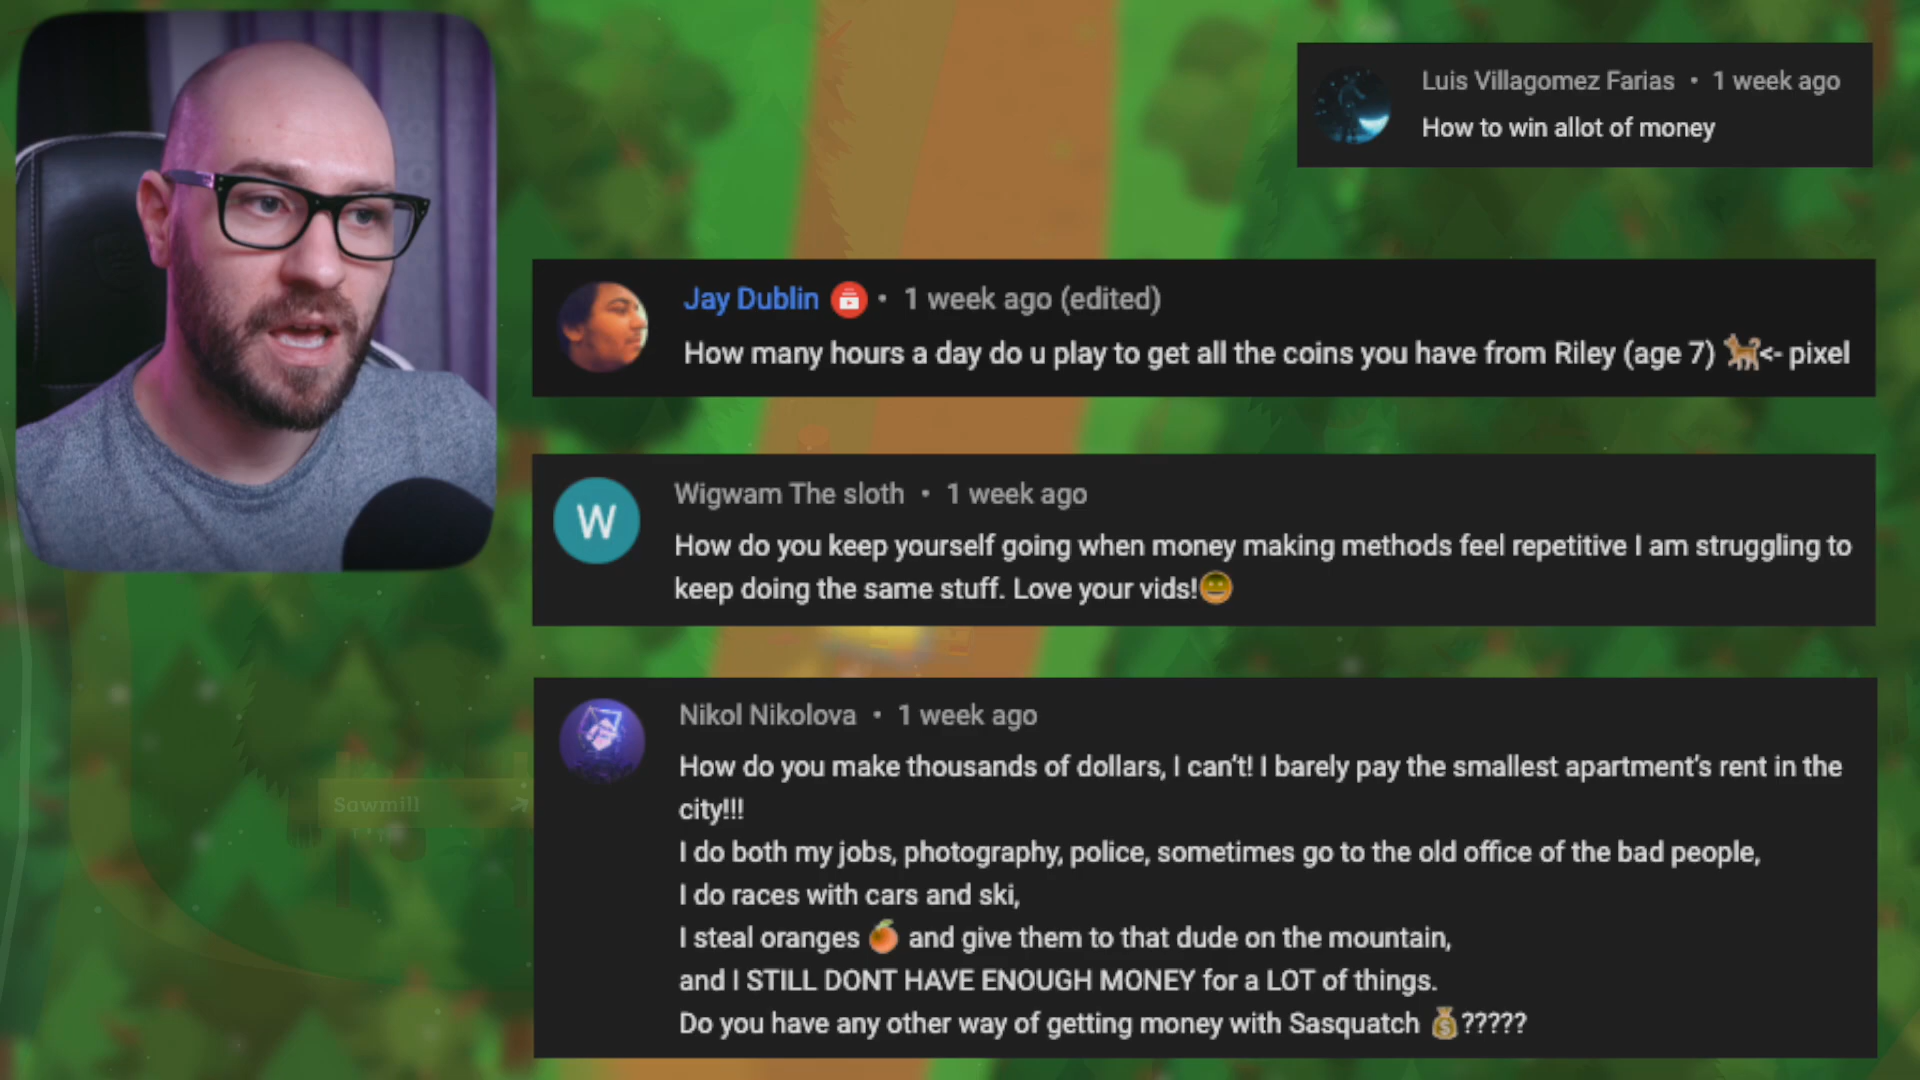 Luis Villagomez Farias • 1 week ago
How to win allot of money
Jay Dublin • 1 week ago (edited)
How many hours a day do u play to get all the coins you have from Riley (age 7) 🐕<- pixel
W
Wigwam The sloth • 1 week ago
How do you keep yourself going when money making methods feel repetitive I am struggling to
keep doing the same stuff. Love your vids!😀
Nikol Nikolova • 1 week ago
How do you make thousands of dollars, I can't! I barely pay the smallest apartment's rent in the
city!!!
I do both my jobs, photography, police, sometimes go to the old office of the bad people,
I do races with cars and ski,
I steal oranges 🍊 and give them to that dude on the mountain,
and I STILL DONT HAVE ENOUGH MONEY for a LOT of things.
Do you have any other way of getting money with Sasquatch 💰?????
Sawmill